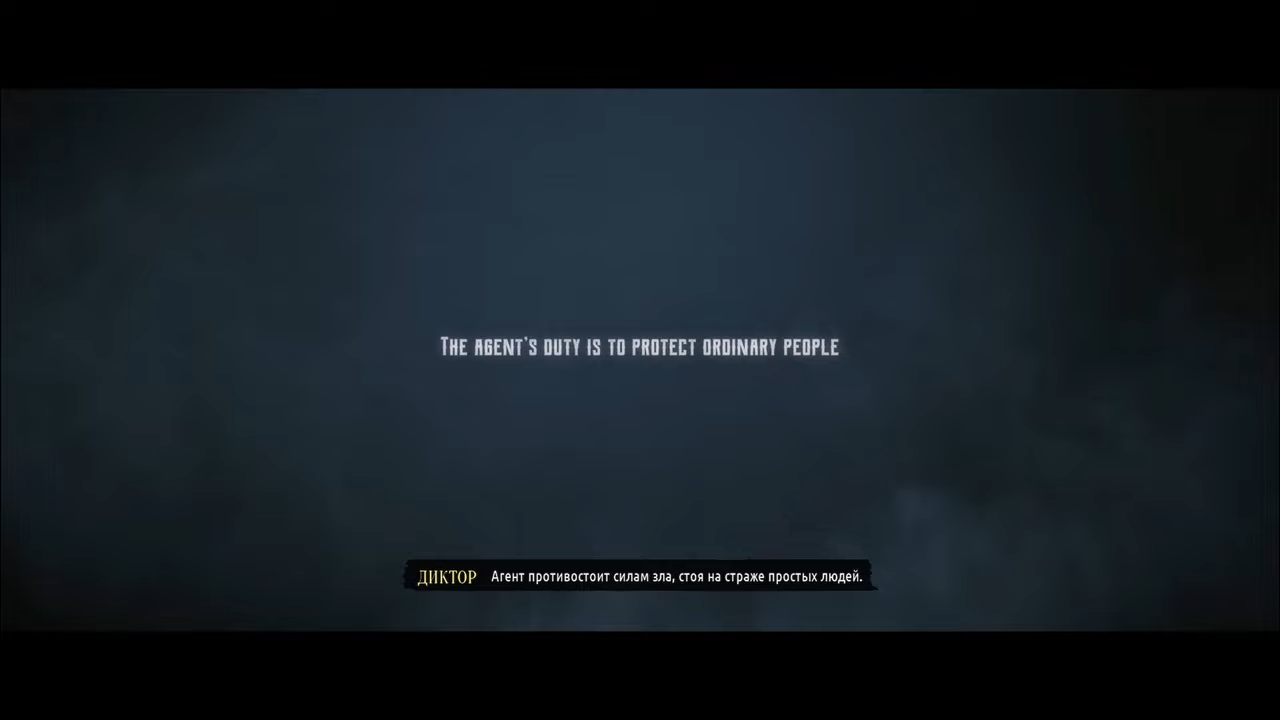 The agent's duty is to protect ordinary people
ДИКТОР Агент противостоит силам зла, стоя на страже простых людей.